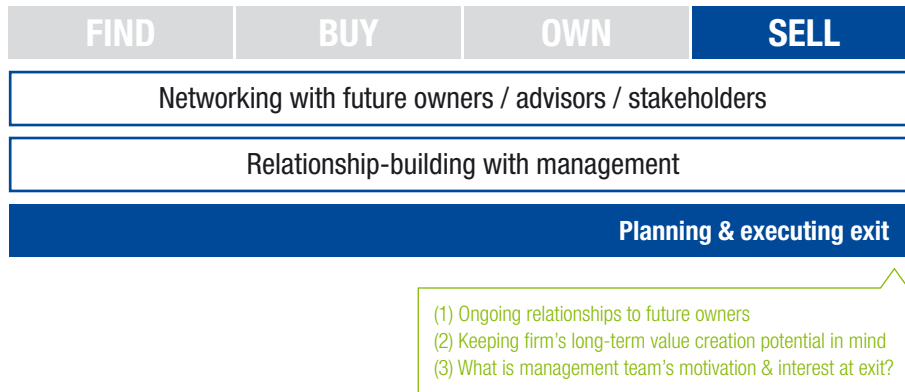 FIND BUY OWN SELL
Networking with future owners / advisors / stakeholders
Relationship-building with management
Planning & executing exit
(1) Ongoing relationships to future owners
(2) Keeping firm's long-term value creation potential in mind
(3) What is management team's motivation & interest at exit?